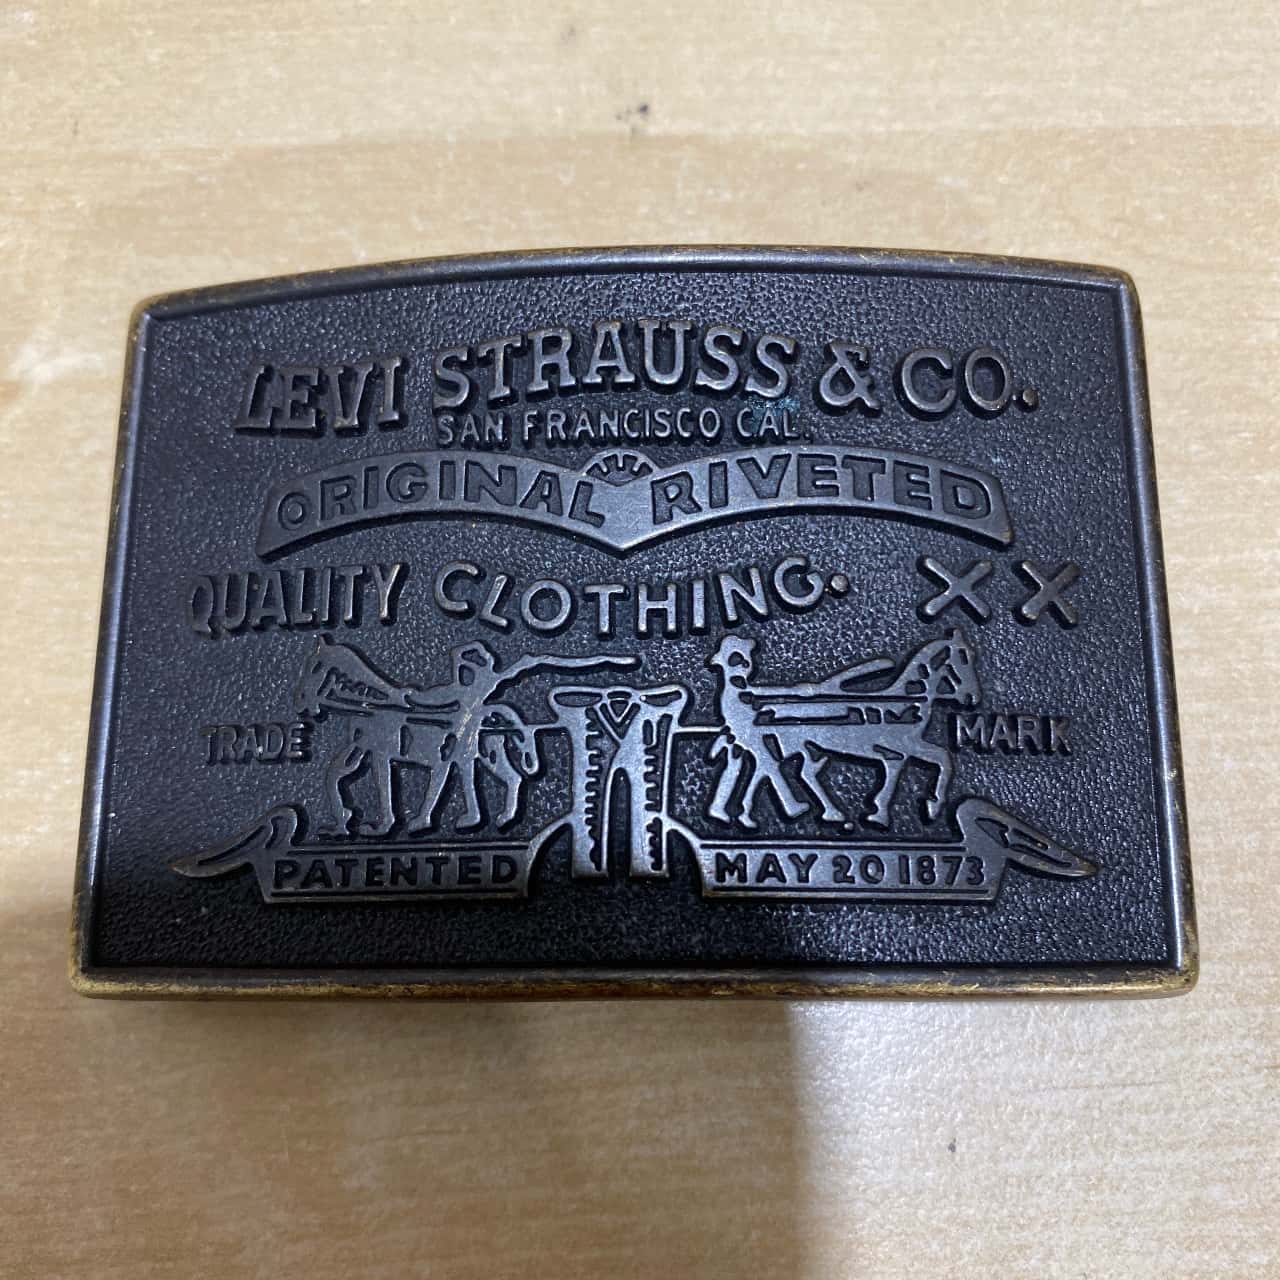 LEVI STRAUSS & CO.
SAN FRANCISCO CAL.
ORIGINAL RIVETED
QUALITY CLOTHING. XX
TRADE MARK
PATENTED MAY 20 1873